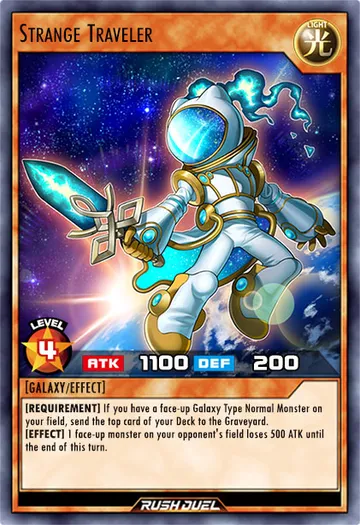 STRANGE TRAVELER
LIGHT
光
LEVEL
4
ATK 1100 DEF 200
[GALAXY/EFFECT]
[REQUIREMENT] If you have a face-up Galaxy Type Normal Monster on
your field, send the top card of your Deck to the Graveyard.
[EFFECT] 1 face-up monster on your opponent's field loses 500 ATK until
the end of this turn.
RUSH DUEL